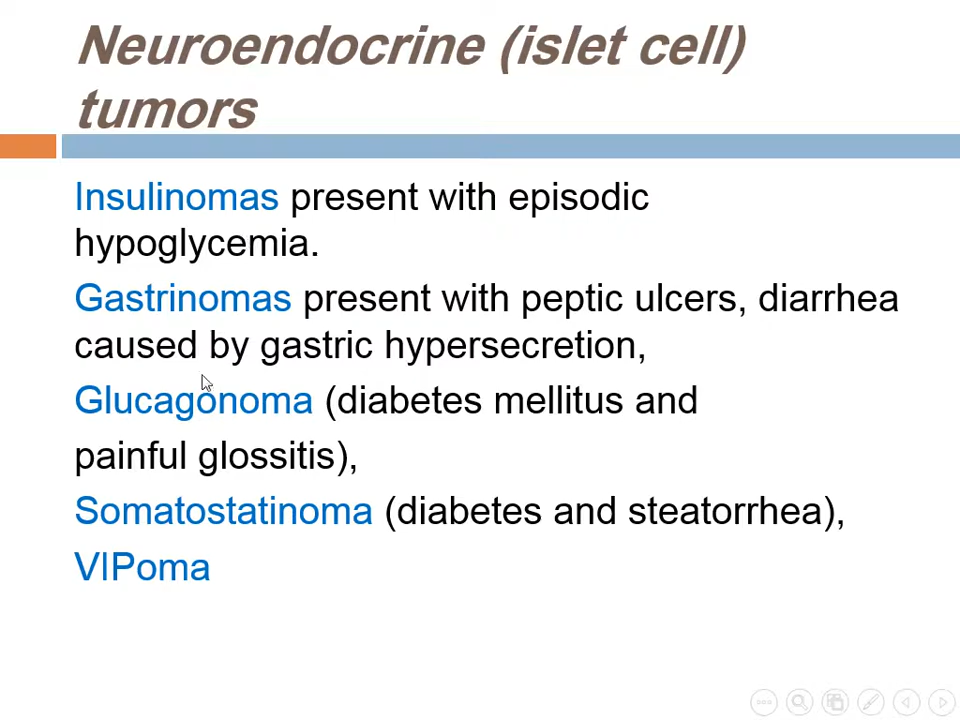 Neuroendocrine (islet cell)
tumors
Insulinomas present with episodic
hypoglycemia.
Gastrinomas present with peptic ulcers, diarrhea
caused by gastric hypersecretion,
Glucagonoma (diabetes mellitus and
painful glossitis),
Somatostatinoma (diabetes and steatorrhea),
VIPoma